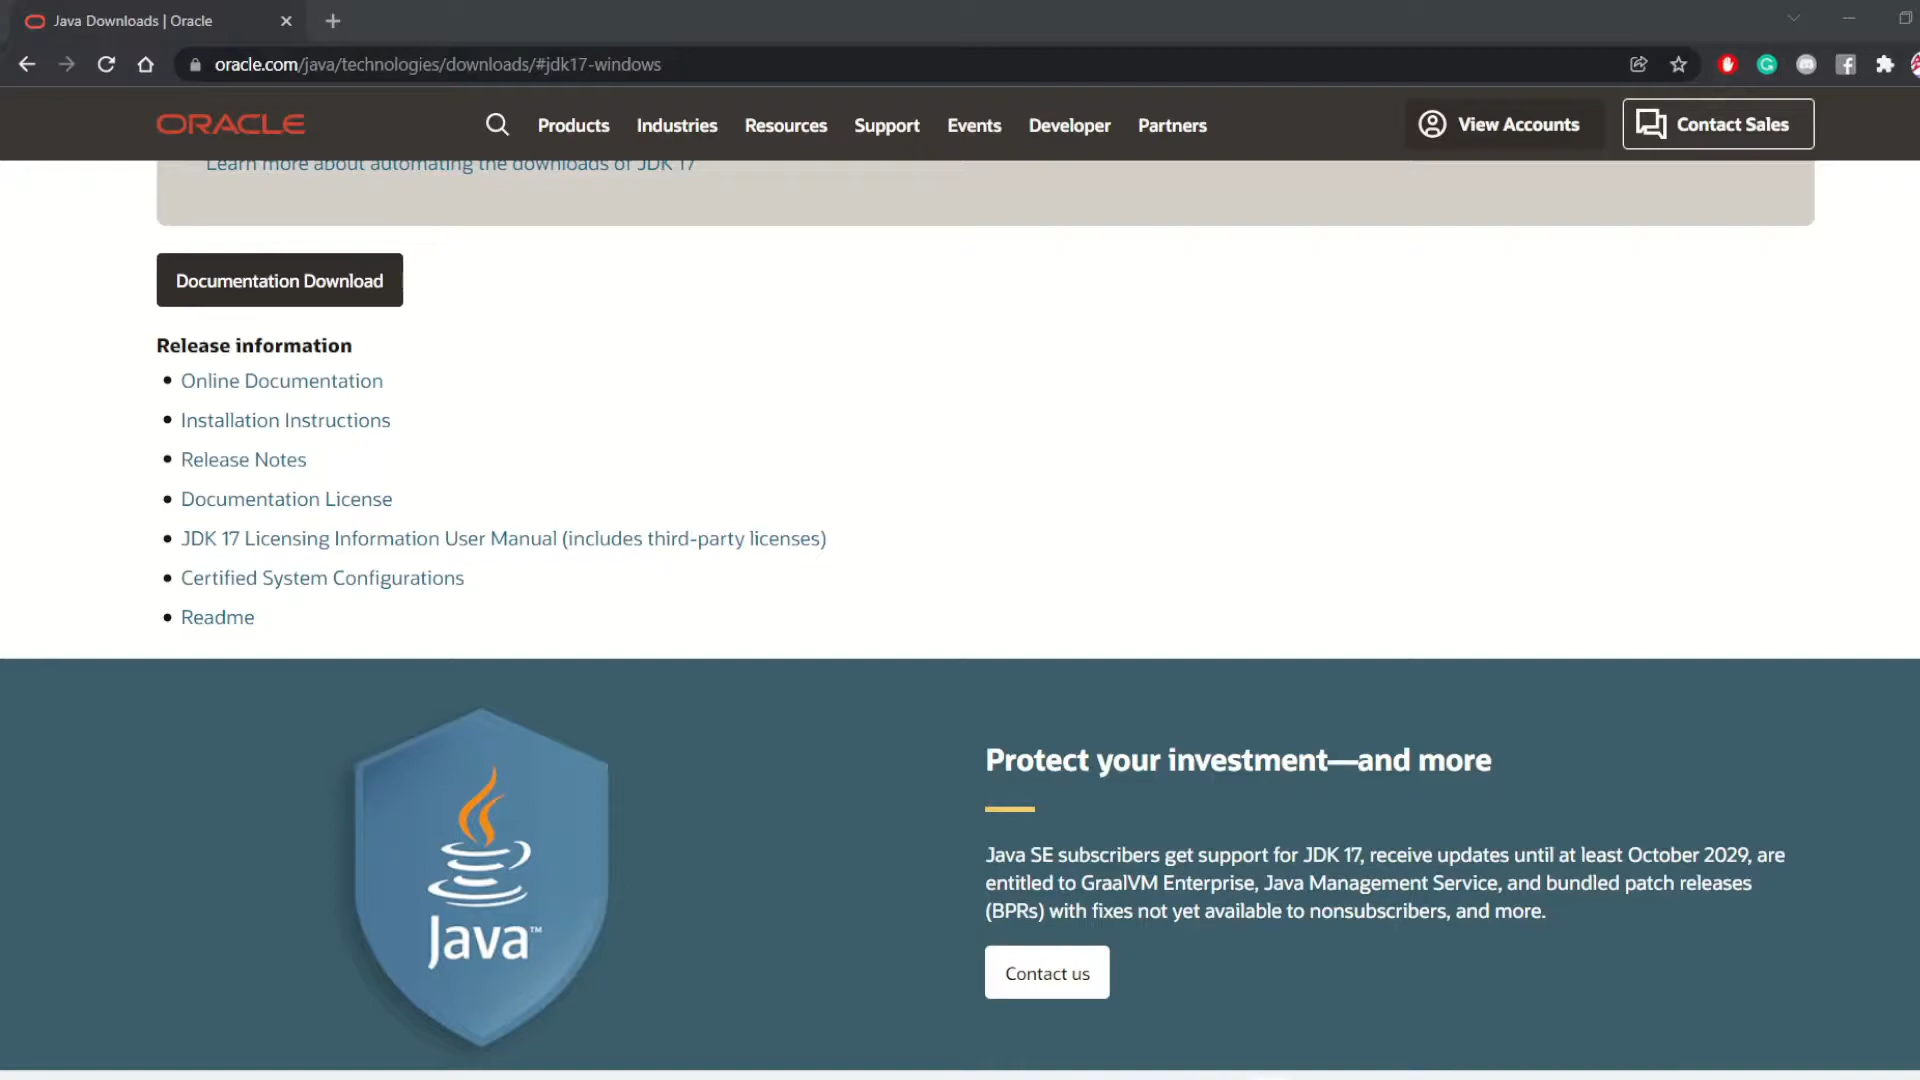 Java Downloads | Oracle
oracle.com/java/technologies/downloads/#jdk17-windows
ORACLE
Products
Industries
Resources
Support
Events
Developer
Partners
View Accounts
Contact Sales
Learn more about automating the downloads of JDK 17
Documentation Download
Release information
Online Documentation
Installation Instructions
Release Notes
Documentation License
JDK 17 Licensing Information User Manual (includes third-party licenses)
Certified System Configurations
Readme
Java™
Protect your investment—and more
Java SE subscribers get support for JDK 17, receive updates until at least October 2029, are
entitled to GraalVM Enterprise, Java Management Service, and bundled patch releases
(BPRs) with fixes not yet available to nonsubscribers, and more.
Contact us